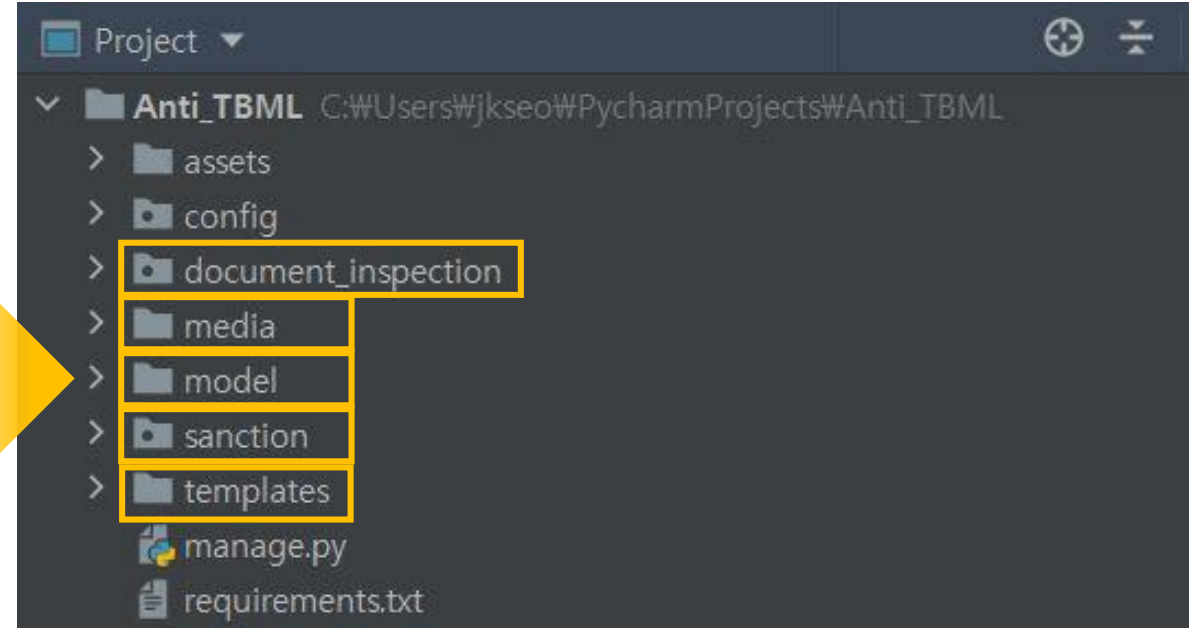 Project
Anti_TBML C:₩Users₩jkseo₩PycharmProjects₩Anti_TBML
assets
config
document_inspection
media
model
sanction
templates
manage.py
requirements.txt